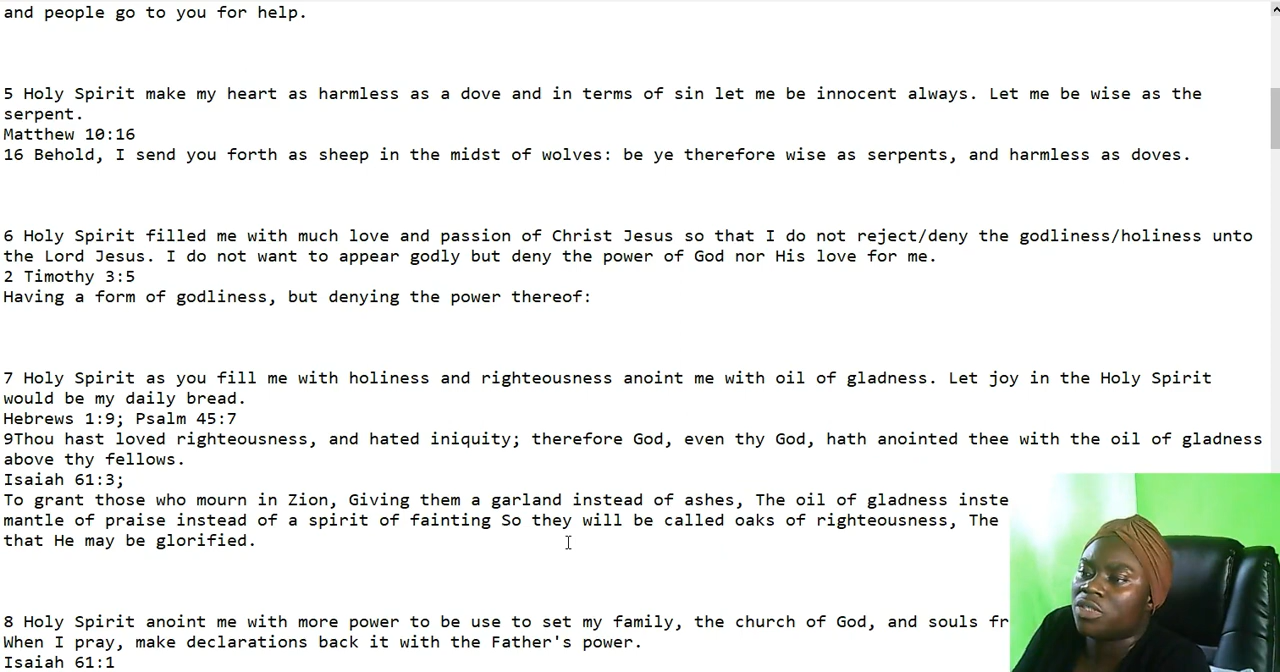 and people go to you for help.
5 Holy Spirit make my heart as harmless as a dove and in terms of sin let me be innocent always. Let me be wise as the
serpent.
Matthew 10:16
16 Behold, I send you forth as sheep in the midst of wolves: be ye therefore wise as serpents, and harmless as doves.
6 Holy Spirit filled me with much love and passion of Christ Jesus so that I do not reject/deny the godliness/holiness unto
the Lord Jesus. I do not want to appear godly but deny the power of God nor His love for me.
2 Timothy 3:5
Having a form of godliness, but denying the power thereof:
7 Holy Spirit as you fill me with holiness and righteousness anoint me with oil of gladness. Let joy in the Holy Spirit
would be my daily bread.
Hebrews 1:9; Psalm 45:7
9Thou hast loved righteousness, and hated iniquity; therefore God, even thy God, hath anointed thee with the oil of gladness
above thy fellows.
Isaiah 61:3;
To grant those who mourn in Zion, Giving them a garland instead of ashes, The oil of gladness inste
mantle of praise instead of a spirit of fainting So they will be called oaks of righteousness, The
that He may be glorified.
8 Holy Spirit anoint me with more power to be use to set my family, the church of God, and souls fr
When I pray, make declarations back it with the Father's power.
Isaiah 61:1